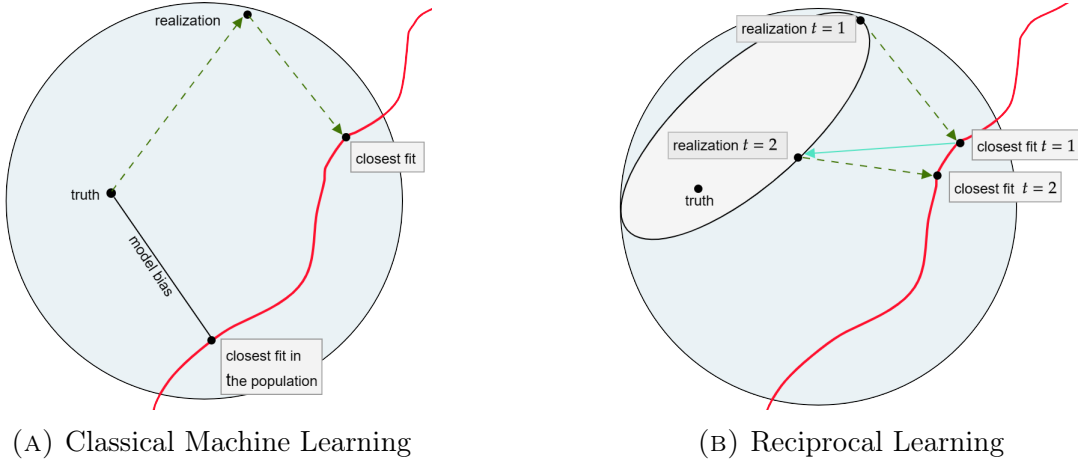 realization
closest fit
truth
model bias
closest fit in
the population
(A) Classical Machine Learning
realization t = 1
realization t = 2
closest fit t = 1
closest fit t = 2
truth
(B) Reciprocal Learning